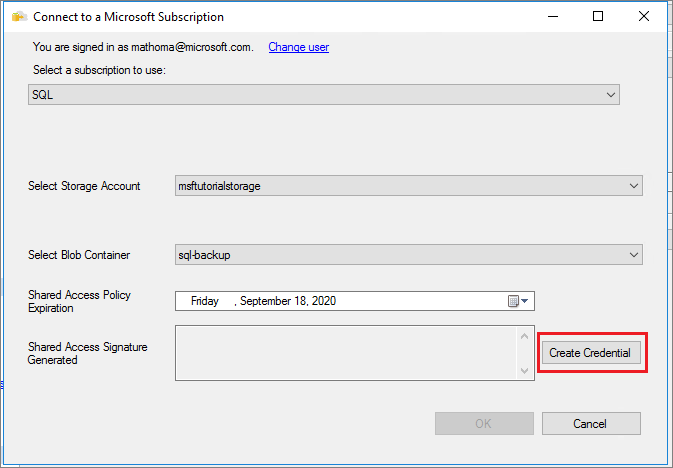 Connect to a Microsoft Subscription
You are signed in as mathoma@microsoft.com. Change user
Select a subscription to use:
SQL
Select Storage Account
msftutorialstorage
Select Blob Container
sql-backup
Shared Access Policy
Expiration
Friday , September 18, 2020
Shared Access Signature
Generated
Create Credential
OK
Cancel